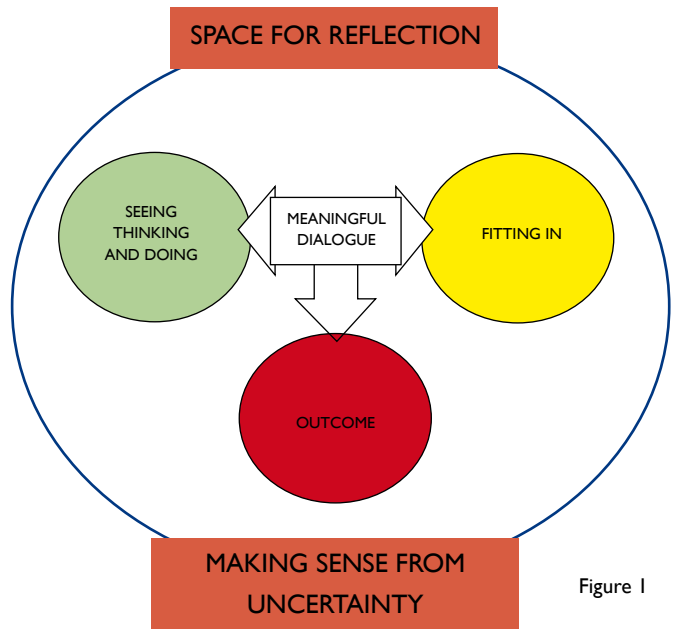 SPACE FOR REFLECTION
SEEING
THINKING
AND DOING
MEANINGFUL
DIALOGUE
FITTING IN
OUTCOME
MAKING SENSE FROM
UNCERTAINTY
Figure 1